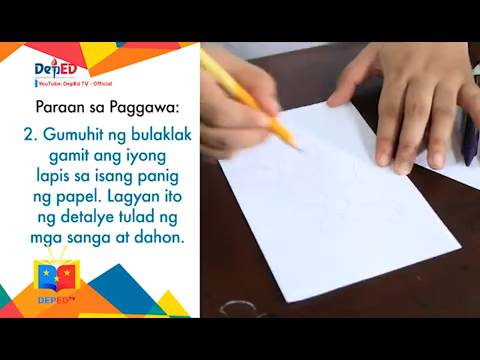 DepED
YouTube: DepEd TV - Official
Paraan sa Paggawa:
2. Gumuhit ng bulaklak
gamit ang iyong
lapis sa isang panig
ng papel. Lagyan ito
ng detalye tulad ng
mga sanga at dahon.
DEPED TV